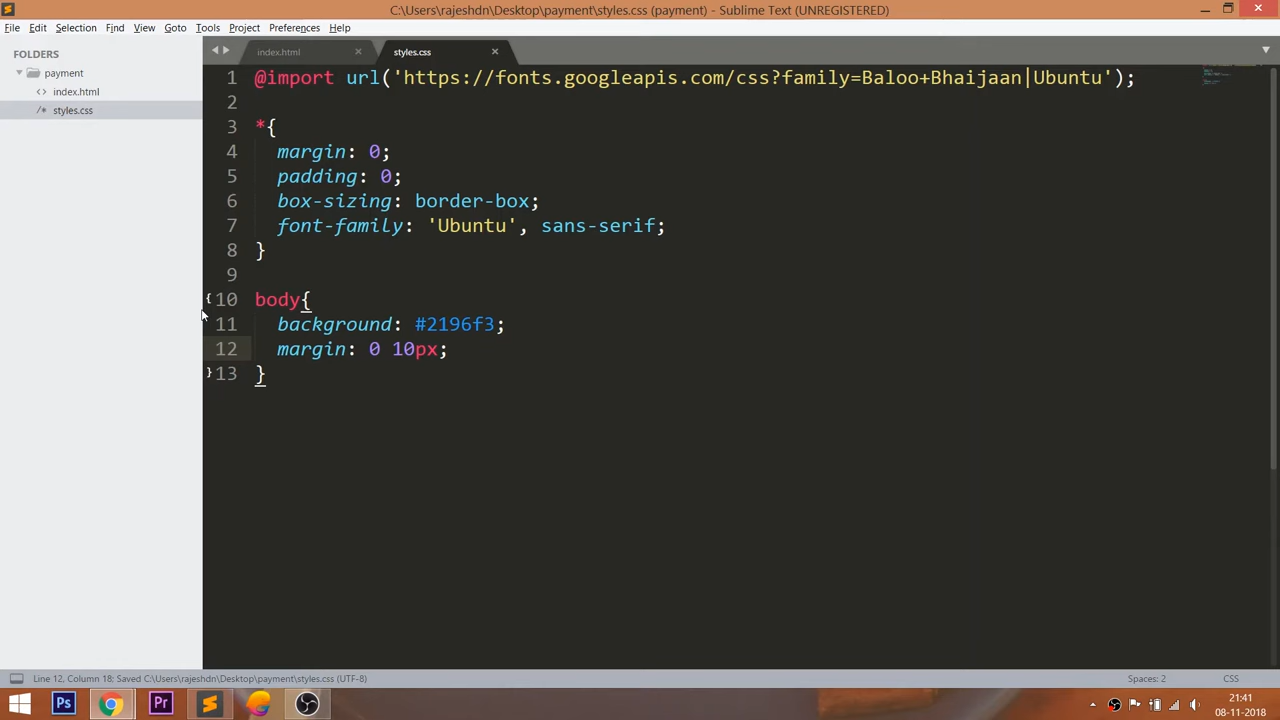 C:\Users\rajeshdn\Desktop\payment\styles.css (payment) - Sublime Text (UNREGISTERED)
File Edit Selection Find View Goto Tools Project Preferences Help
FOLDERS
payment
index.html
styles.css
index.html styles.css
1 @import url('https://fonts.googleapis.com/css?family=Baloo+Bhaijaan|Ubuntu');
2
3 *{
4 margin: 0;
5 padding: 0;
6 box-sizing: border-box;
7 font-family: 'Ubuntu', sans-serif;
8 }
9
10 body{
11 background: #2196f3;
12 margin: 0 10px;
13 }
Line 12, Column 18; Saved C:\Users\rajeshdn\Desktop\payment\styles.css (UTF-8) Spaces: 2 CSS
Ps Pr
21:41
08-11-2018